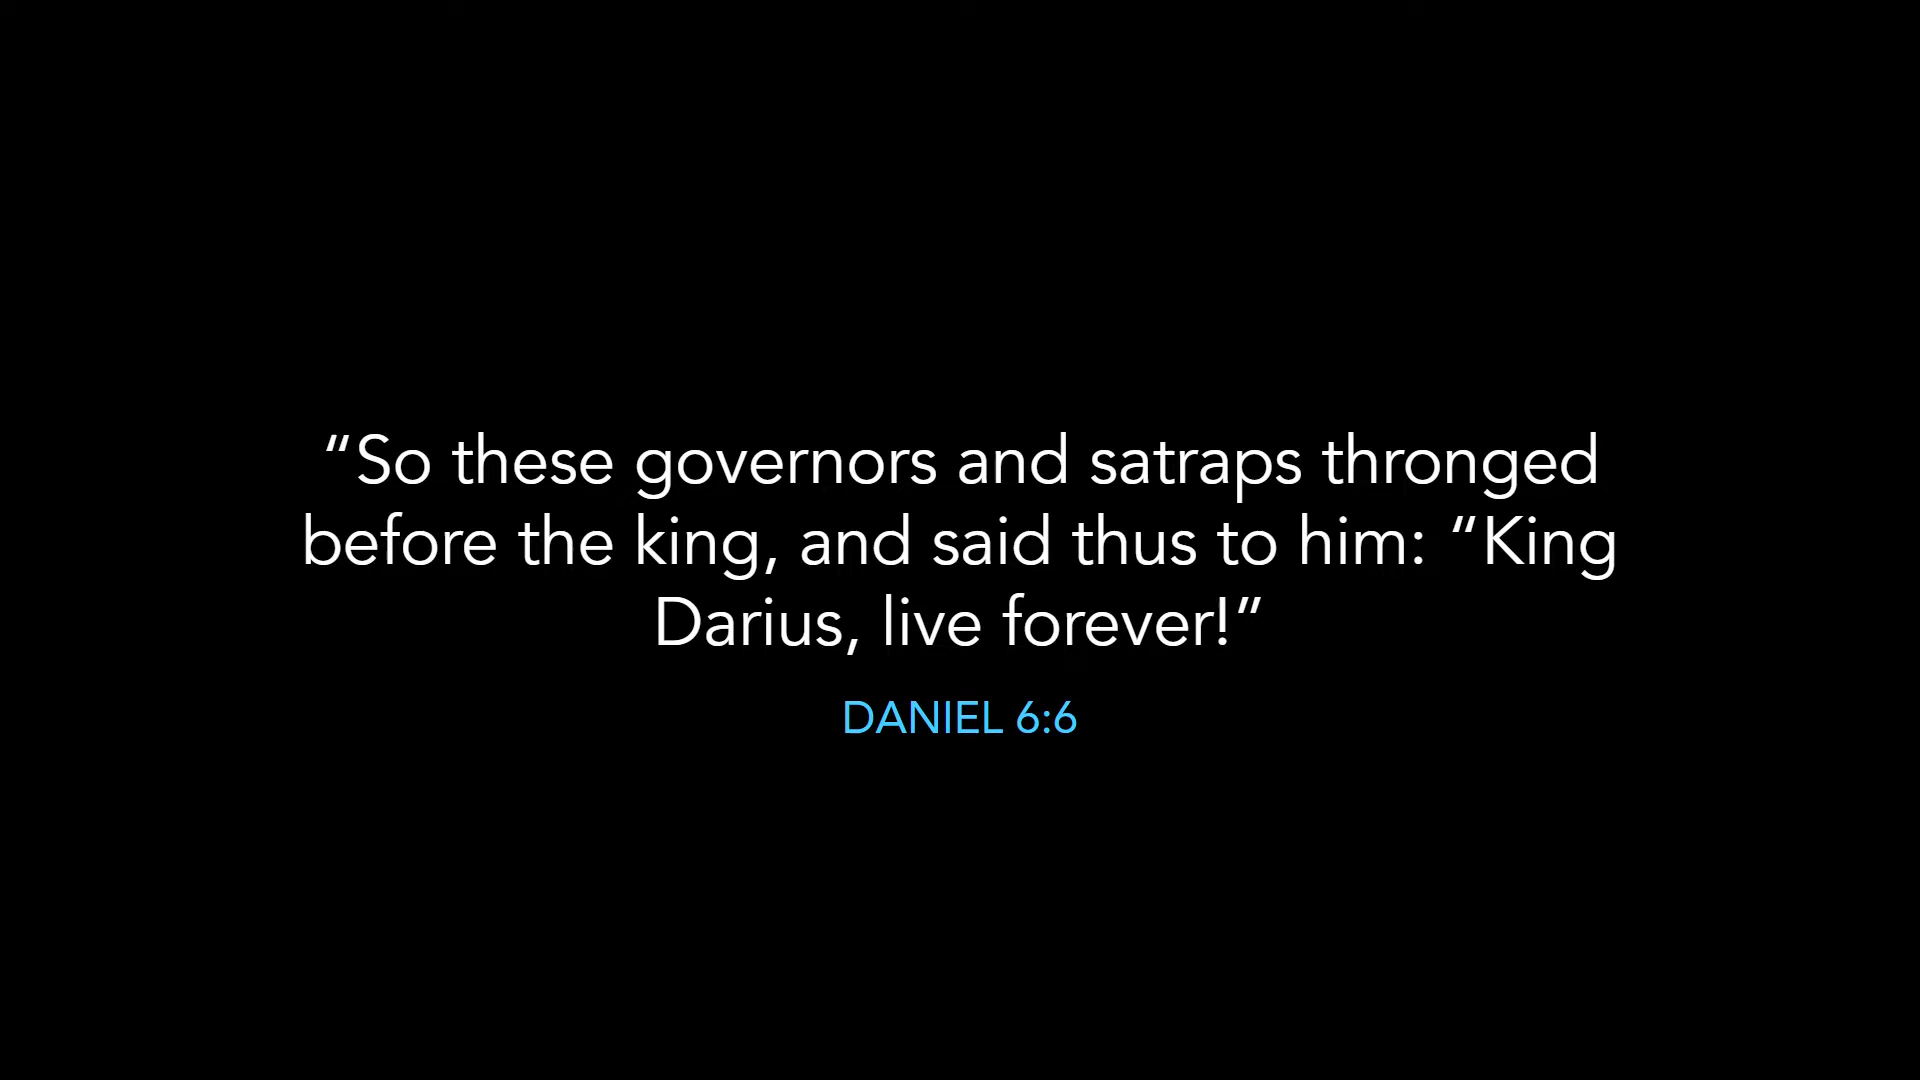 “So these governors and satraps thronged
before the king, and said thus to him: “King
Darius, live forever!”
DANIEL 6:6